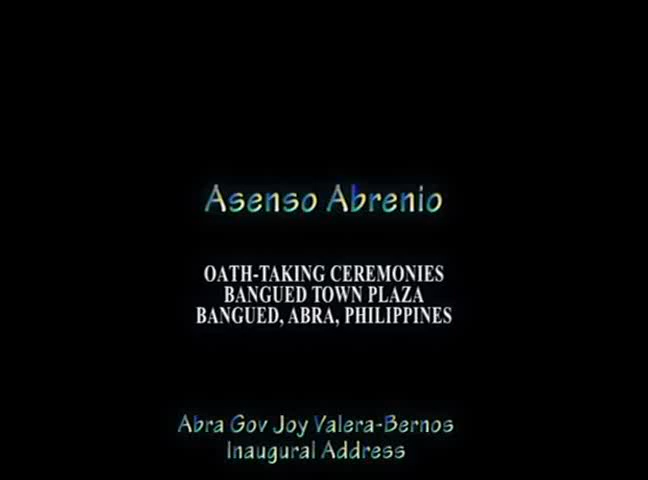 Asenso Abrenio
OATH-TAKING CEREMONIES
BANGUED TOWN PLAZA
BANGUED, ABRA, PHILIPPINES
Abra Gov Joy Valera-Bernos
Inaugural Address